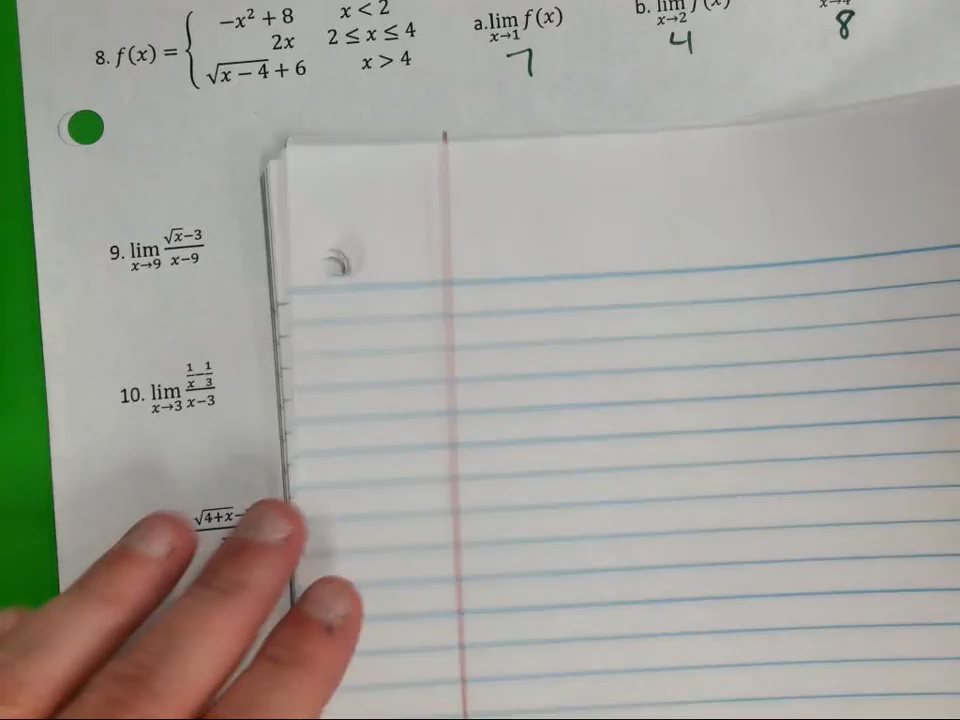 8. f(x) = { −x² + 8 x < 2
2x 2 ≤ x ≤ 4
√(x − 4) + 6 x > 4
a. lim x→1 f(x)
7
b. lim x→2 f(x)
4
8
9. lim x→9 (√x−3)/(x−9)
10. lim x→3 (1/x − 1/3)/(x−3)
√(4+x)−